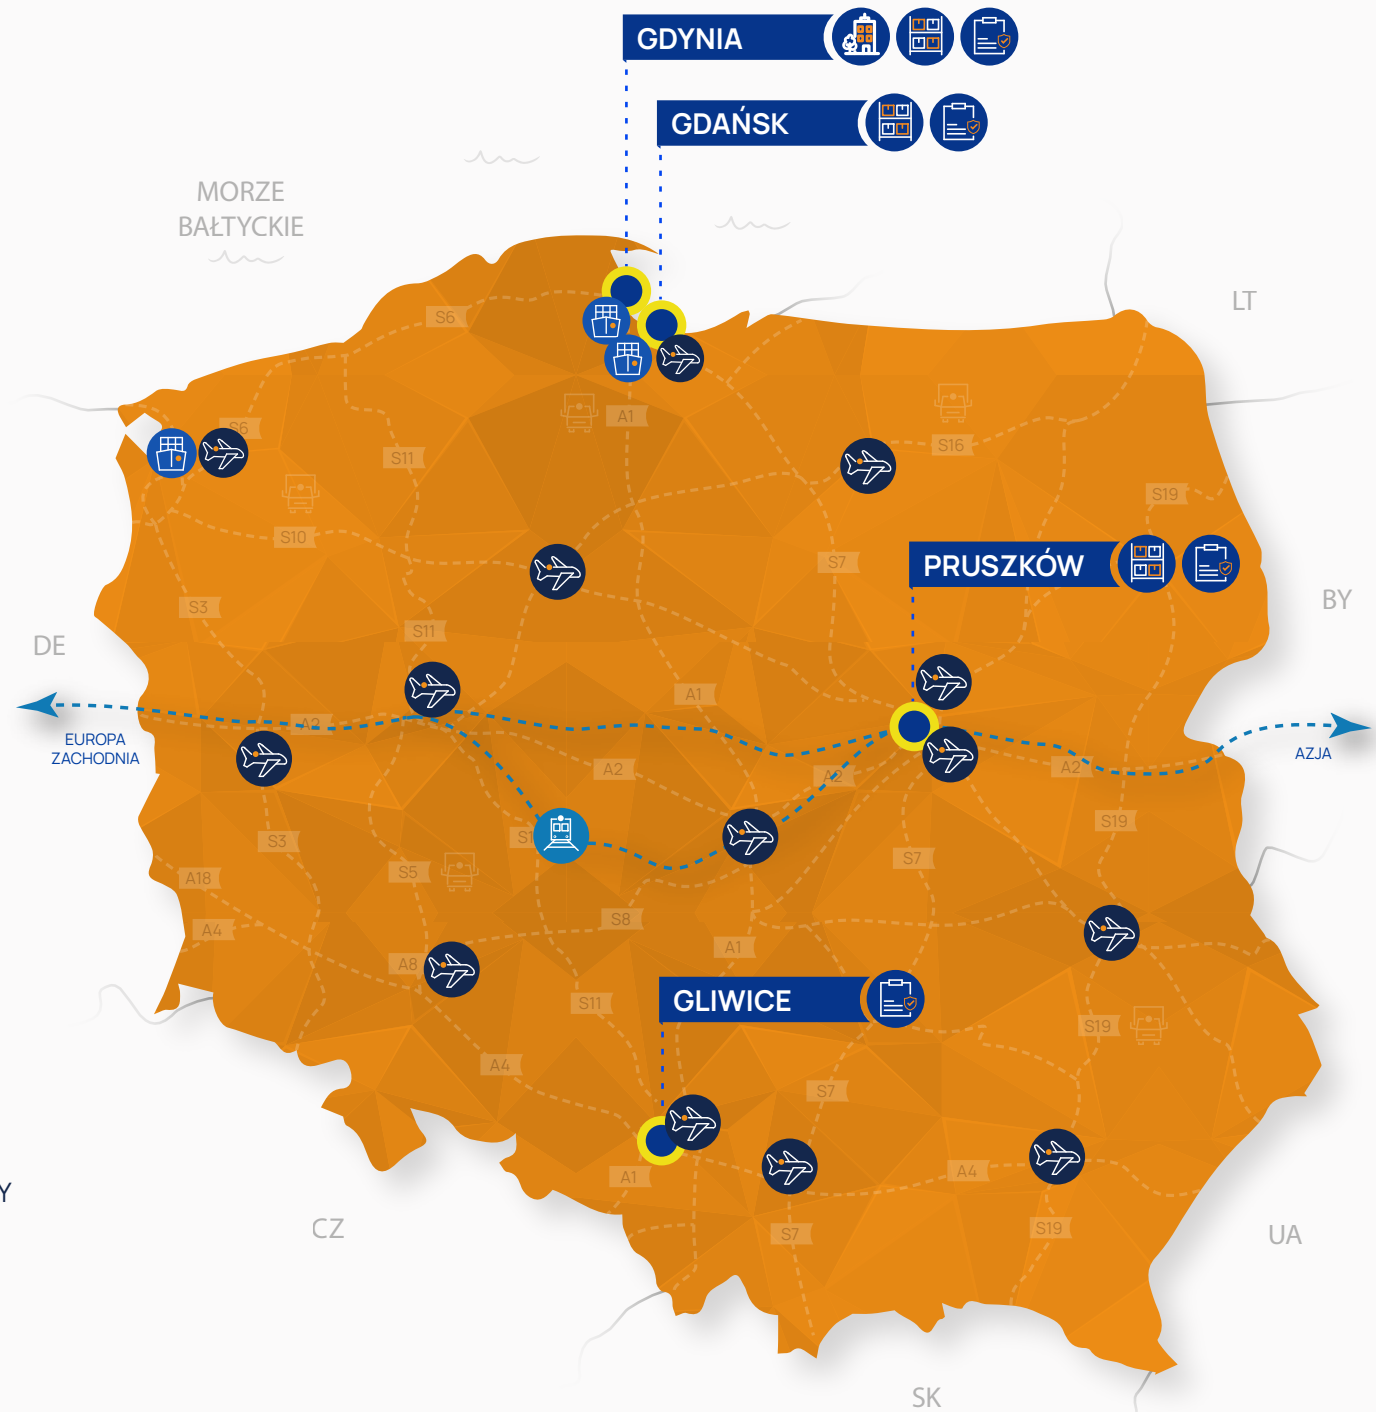 GDYNIA
GDAŃSK
MORZE
BAŁTYCKIE
LT
S6
A1
S6
S11
S16
S19
S10
S7
PRUSZKÓW
BY
S3
S11
DE
A1
A2
EUROPA
ZACHODNIA
A2
A2
A2
AZJA
S3
S19
S5
S7
A18
S8
A4
A1
A8
GLIWICE
S11
S19
A4
S7
A1
A4
Y
CZ
S7
S19
UA
SK